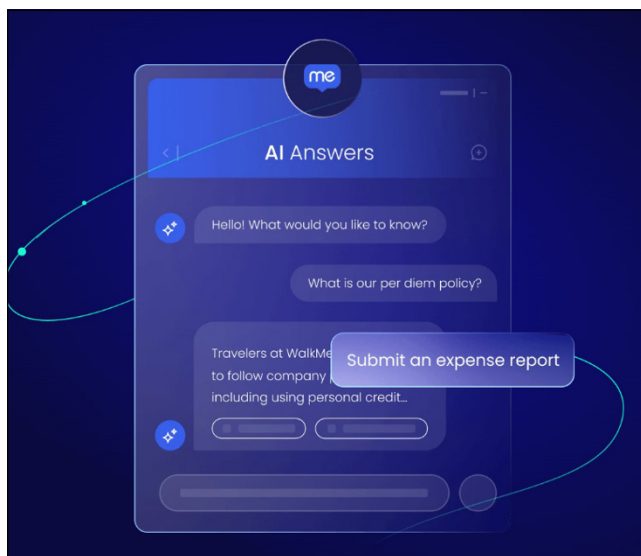 me
AI Answers
Hello! What would you like to know?
What is our per diem policy?
Travelers at WalkMe
Submit an expense report
to follow company
including using personal credit...